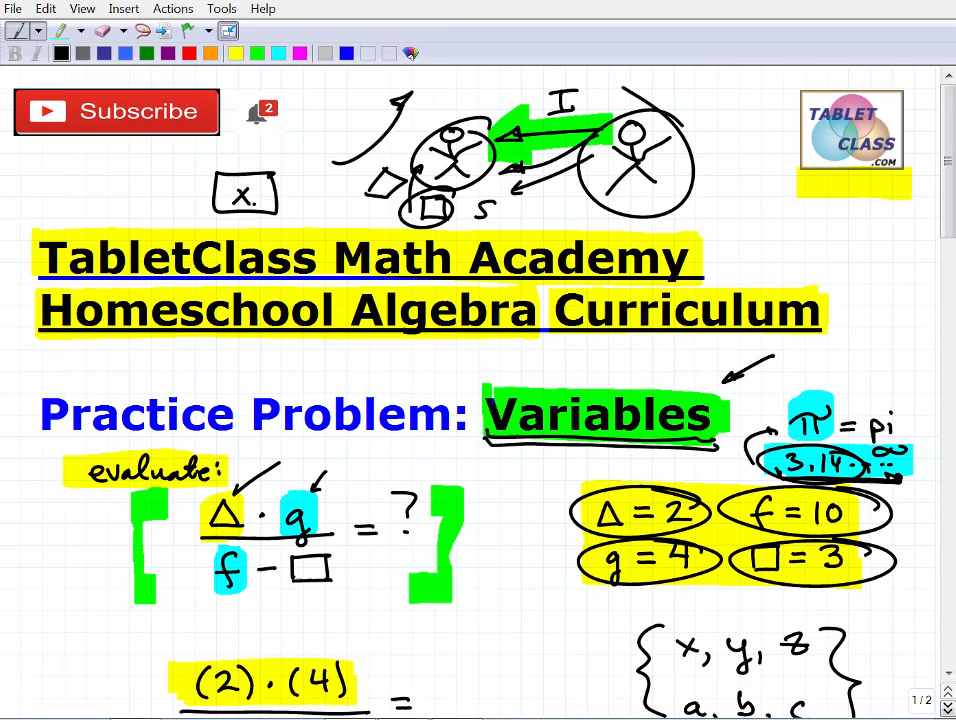 File Edit View Insert Actions Tools Help
B I
Subscribe
2
I
TABLET
CLASS
.COM
x.
S
TabletClass Math Academy
Homeschool Algebra Curriculum
Practice Problem: Variables
π = pi
3.14...
∞
evaluate:
Δ · g
f − □
= ?
Δ = 2 f = 10
g = 4 □ = 3
(2) · (4) =
{ x, y, z }
a, b, c
1 / 2